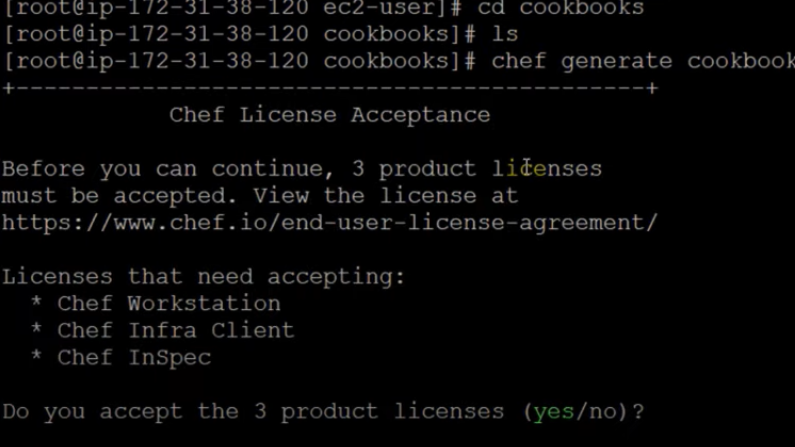 [root@ip-172-31-38-120 ec2-user]# cd cookbooks
[root@ip-172-31-38-120 cookbooks]# ls
[root@ip-172-31-38-120 cookbooks]# chef generate cookbook
+----------------------------------------------+
Chef License Acceptance
Before you can continue, 3 product licenses
must be accepted. View the license at
https://www.chef.io/end-user-license-agreement/
Licenses that need accepting:
* Chef Workstation
* Chef Infra Client
* Chef InSpec
Do you accept the 3 product licenses (yes/no)?